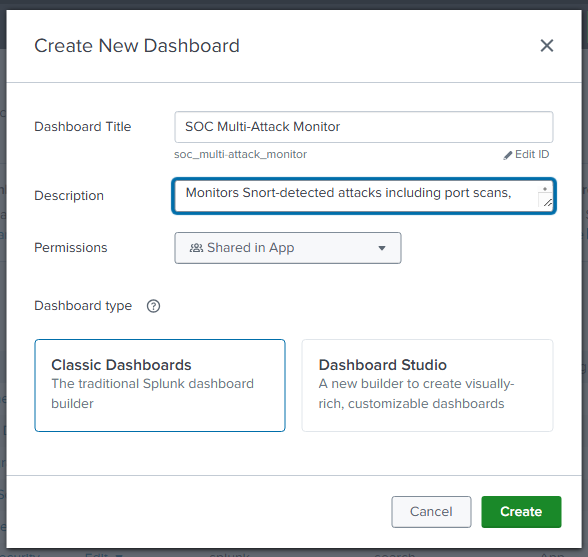 Create New Dashboard
Dashboard Title
SOC Multi-Attack Monitor
soc_multi-attack_monitor
Edit ID
Description
Monitors Snort-detected attacks including port scans,
Permissions
Shared in App
Dashboard type ?
Classic Dashboards
The traditional Splunk dashboard
builder
Dashboard Studio
A new builder to create visually-
rich, customizable dashboards
Cancel
Create